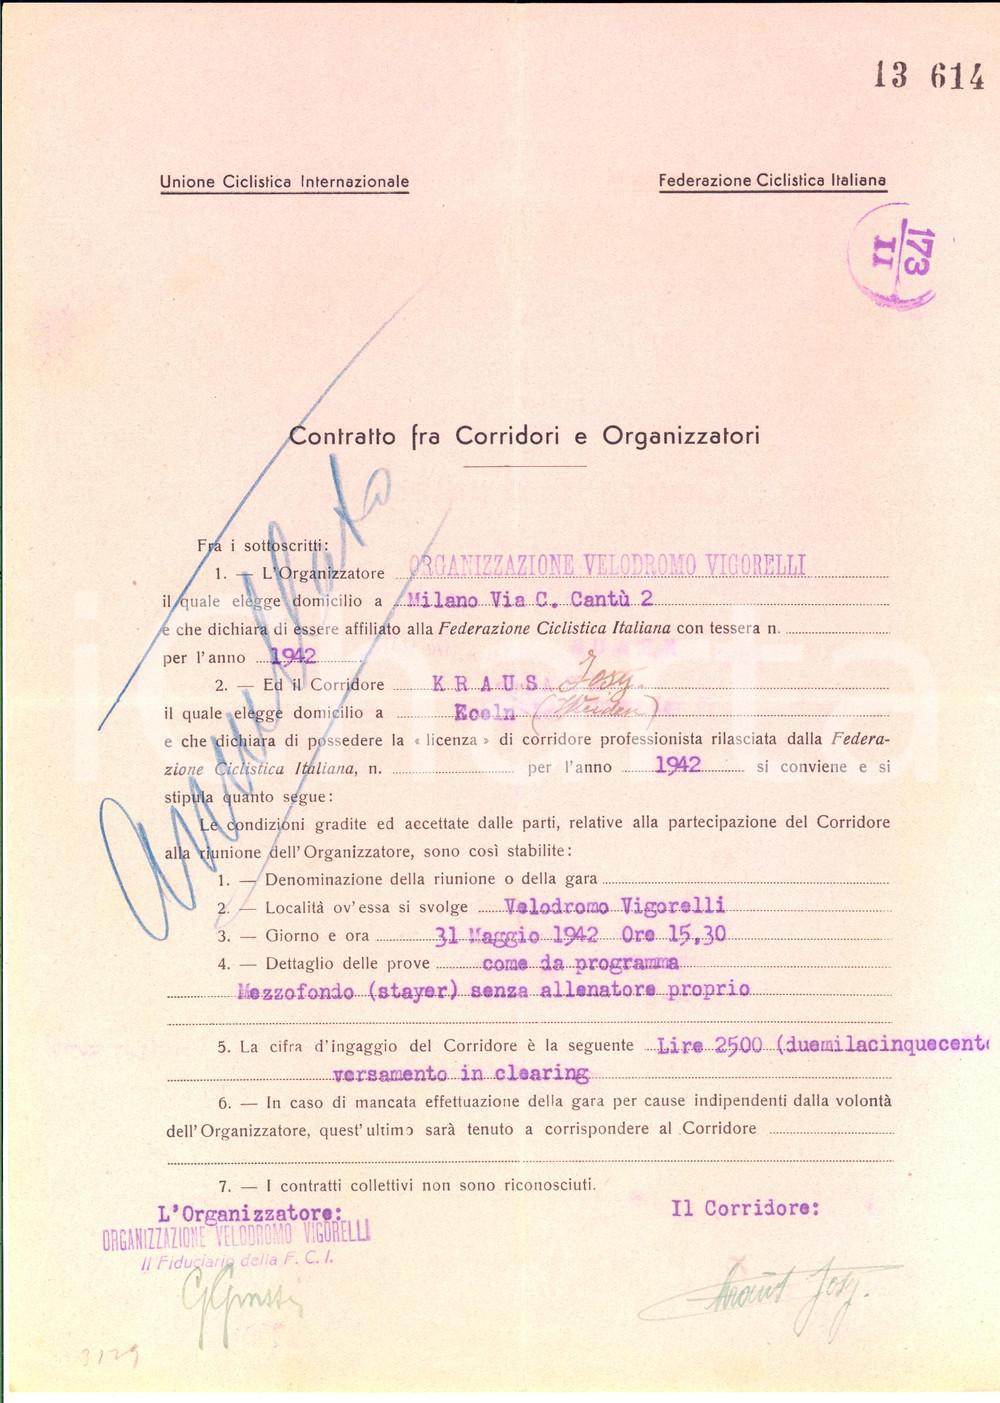 13 614
Unione Ciclistica Internazionale
Federazione Ciclistica Italiana
173
II
Contratto fra Corridori e Organizzatori
Annullato
Fra i sottoscritti:
1. — L'Organizzatore ORGANIZZAZIONE VELODROMO VIGORELLI
il quale elegge domicilio a Milano Via C. Cantù 2
e che dichiara di essere affiliato alla Federazione Ciclistica Italiana con tessera n.
per l'anno 1942
2. — Ed il Corridore KRAUS Josy
il quale elegge domicilio a Eceln (Weiden)
e che dichiara di possedere la « licenza » di corridore professionista rilasciata dalla Federa-
zione Ciclistica Italiana, n. per l'anno 1942 si conviene e si
stipula quanto segue:
Le condizioni gradite ed accettate dalle parti, relative alla partecipazione del Corridore
alla riunione dell'Organizzatore, sono così stabilite:
1. — Denominazione della riunione o della gara
2. — Località ov'essa si svolge Velodromo Vigorelli
3. — Giorno e ora 31 Maggio 1942 Ore 15,30
4. — Dettaglio delle prove come da programma
Mezzofondo (stayer) senza allenatore proprio
5. La cifra d'ingaggio del Corridore è la seguente Lire 2500 (duemilacinquecent
versamento in clearing
6. — In caso di mancata effettuazione della gara per cause indipendenti dalla volontà
dell'Organizzatore, quest'ultimo sarà tenuto a corrispondere al Corridore
7. — I contratti collettivi non sono riconosciuti.
L'Organizzatore:
Il Corridore:
ORGANIZZAZIONE VELODROMO VIGORELLI
Il Fiduciario della F. C. I.
GGrassi
Kraus Josy.
3129